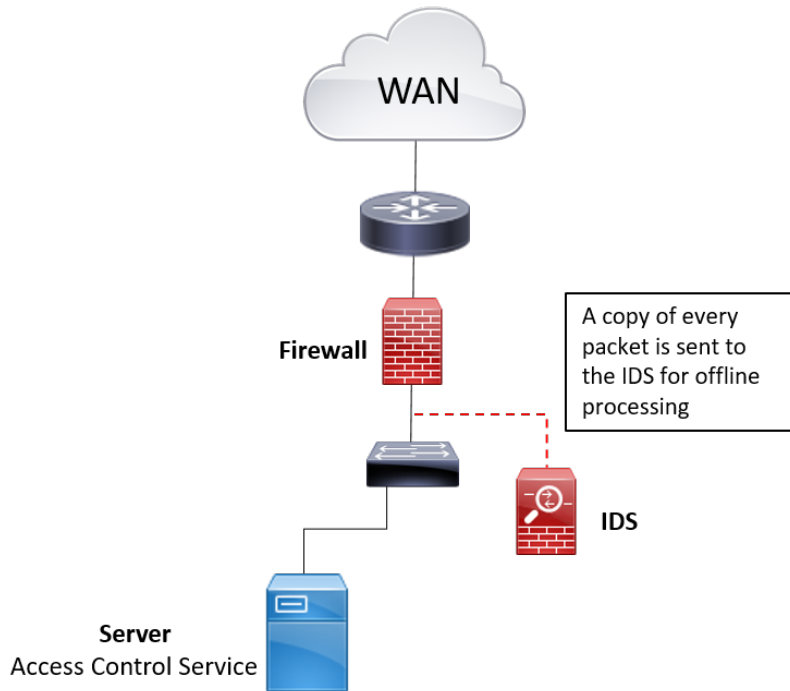 WAN
Firewall
A copy of every
packet is sent to
the IDS for offline
processing
IDS
Server
Access Control Service